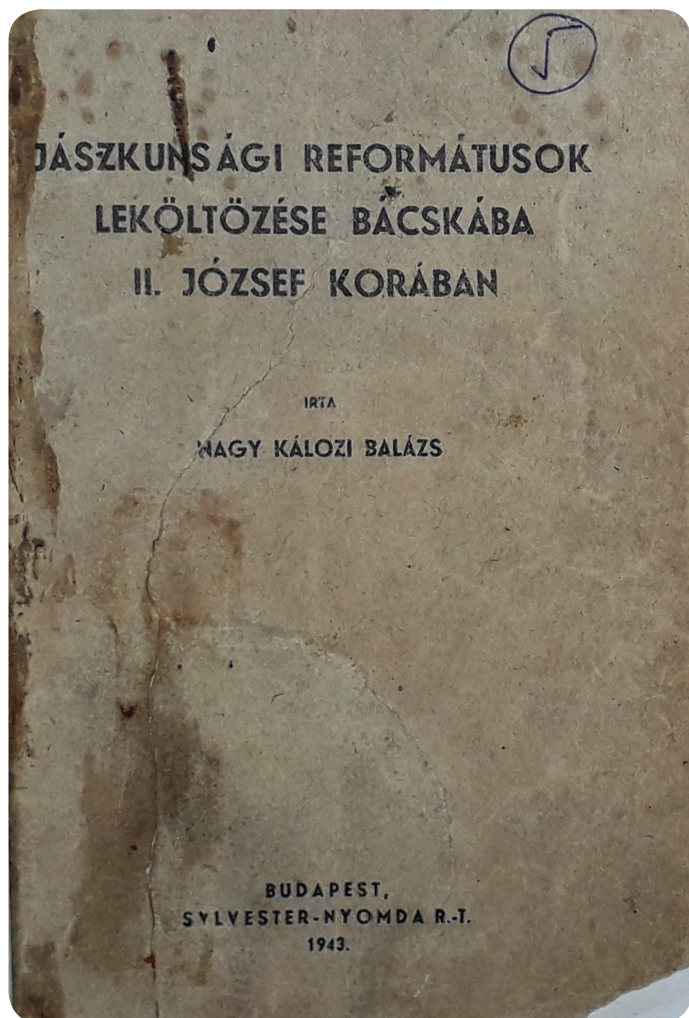 JÁSZKUNSÁGI REFORMÁTUSOK
LEKÖLTÖZÉSE BÁCSKÁBA
II. JÓZSEF KORÁBAN
IRTA
NAGY KÁLOZI BALÁZS
BUDAPEST,
SYLVESTER-NYOMDA R.-T.
1943.